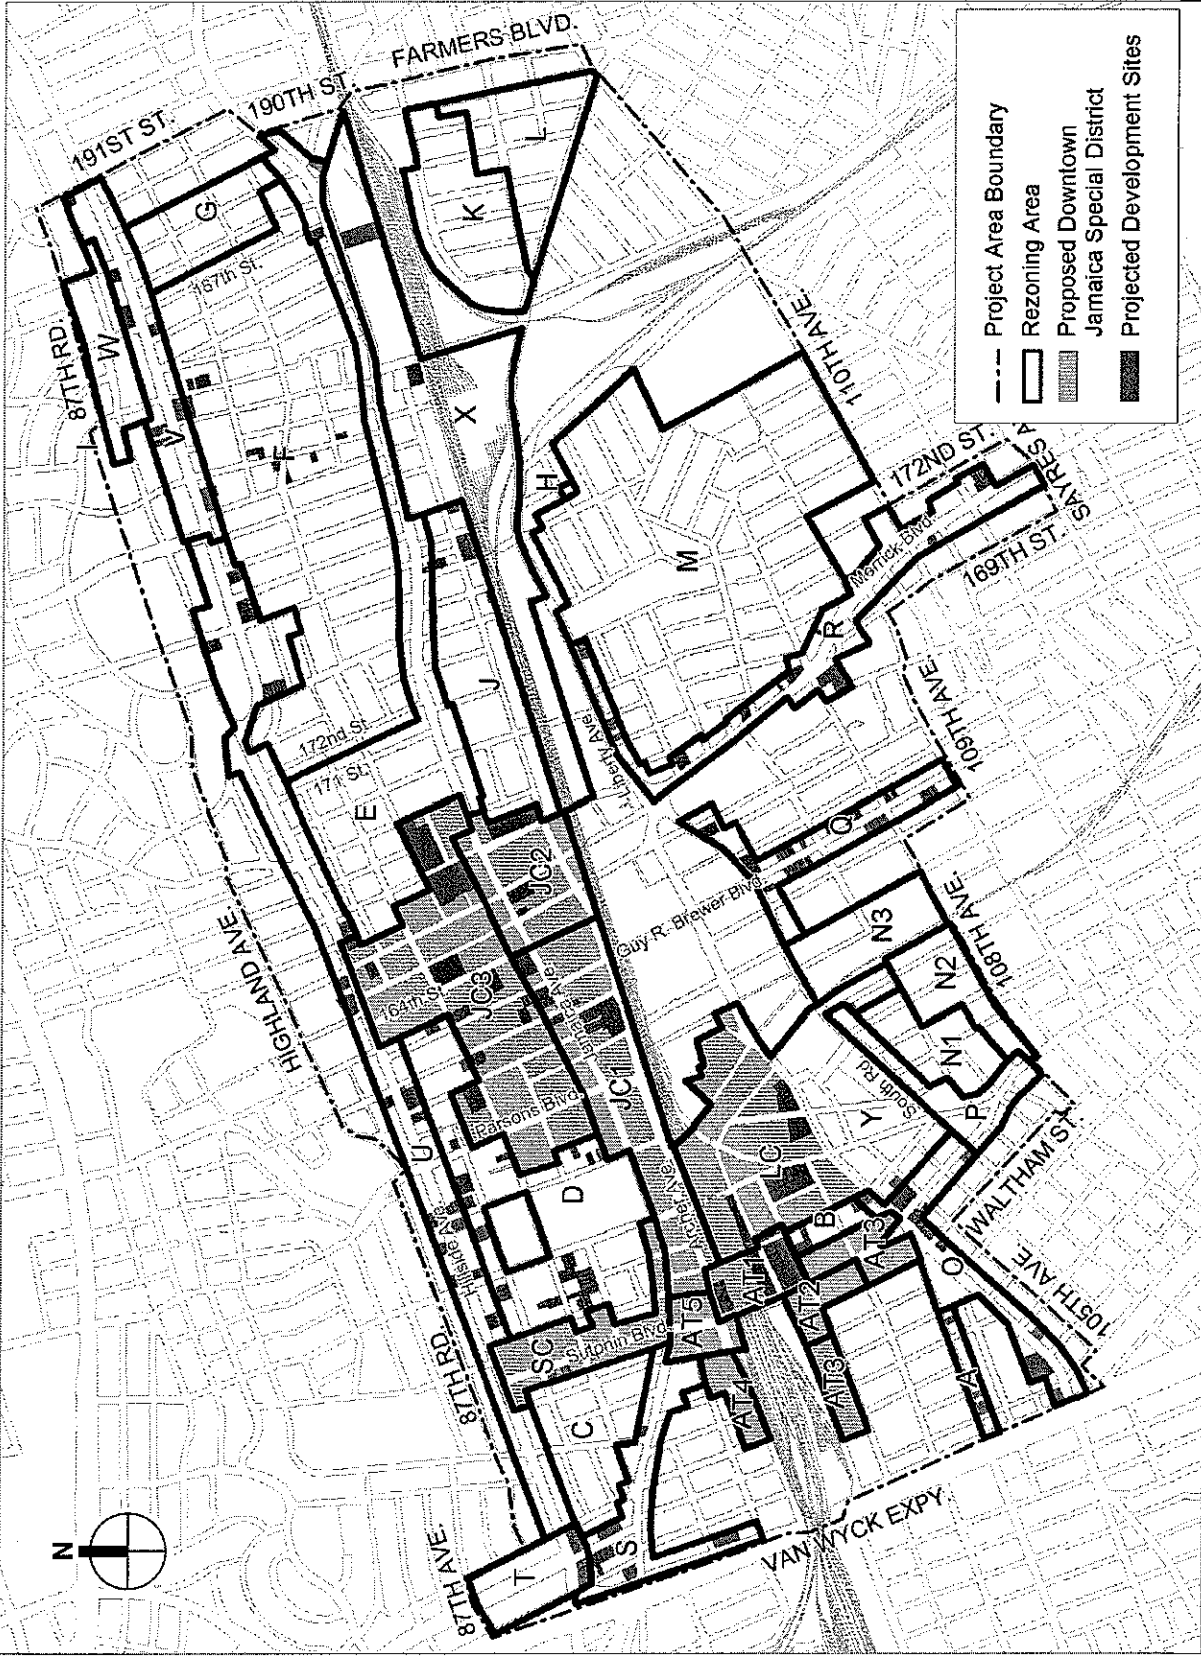 FARMERS BLVD.
190TH ST
191ST ST.
87TH RD.
G
187th St.
W
I
V
F
K
L
X
H
J
M
110TH AVE.
172ND ST.
SAYRES A
169TH ST.
Merrick Blvd
R
Liberty Ave
172nd St.
171 St.
E
HIGHLAND AVE
109TH AVE.
Q
Guy R. Brewer Blvd
N3
N2
N1
108TH AVE.
JC2
JC3
164th St
Jamaica Ave.
JC1
Parsons Blvd.
South Rd
Y
P
WALTHAM ST.
U
D
LC
B
Archer Ave.
Hillside Ave.
AT1
AT2
AT3
AT5
O
105TH AVE
87TH RD.
SC
Sutphin Blvd.
AT4
AT3
A
C
N
87TH AVE.
T
S
VAN WYCK EXPY.
Project Area Boundary
Rezoning Area
Proposed Downtown
Jamaica Special District
Projected Development Sites